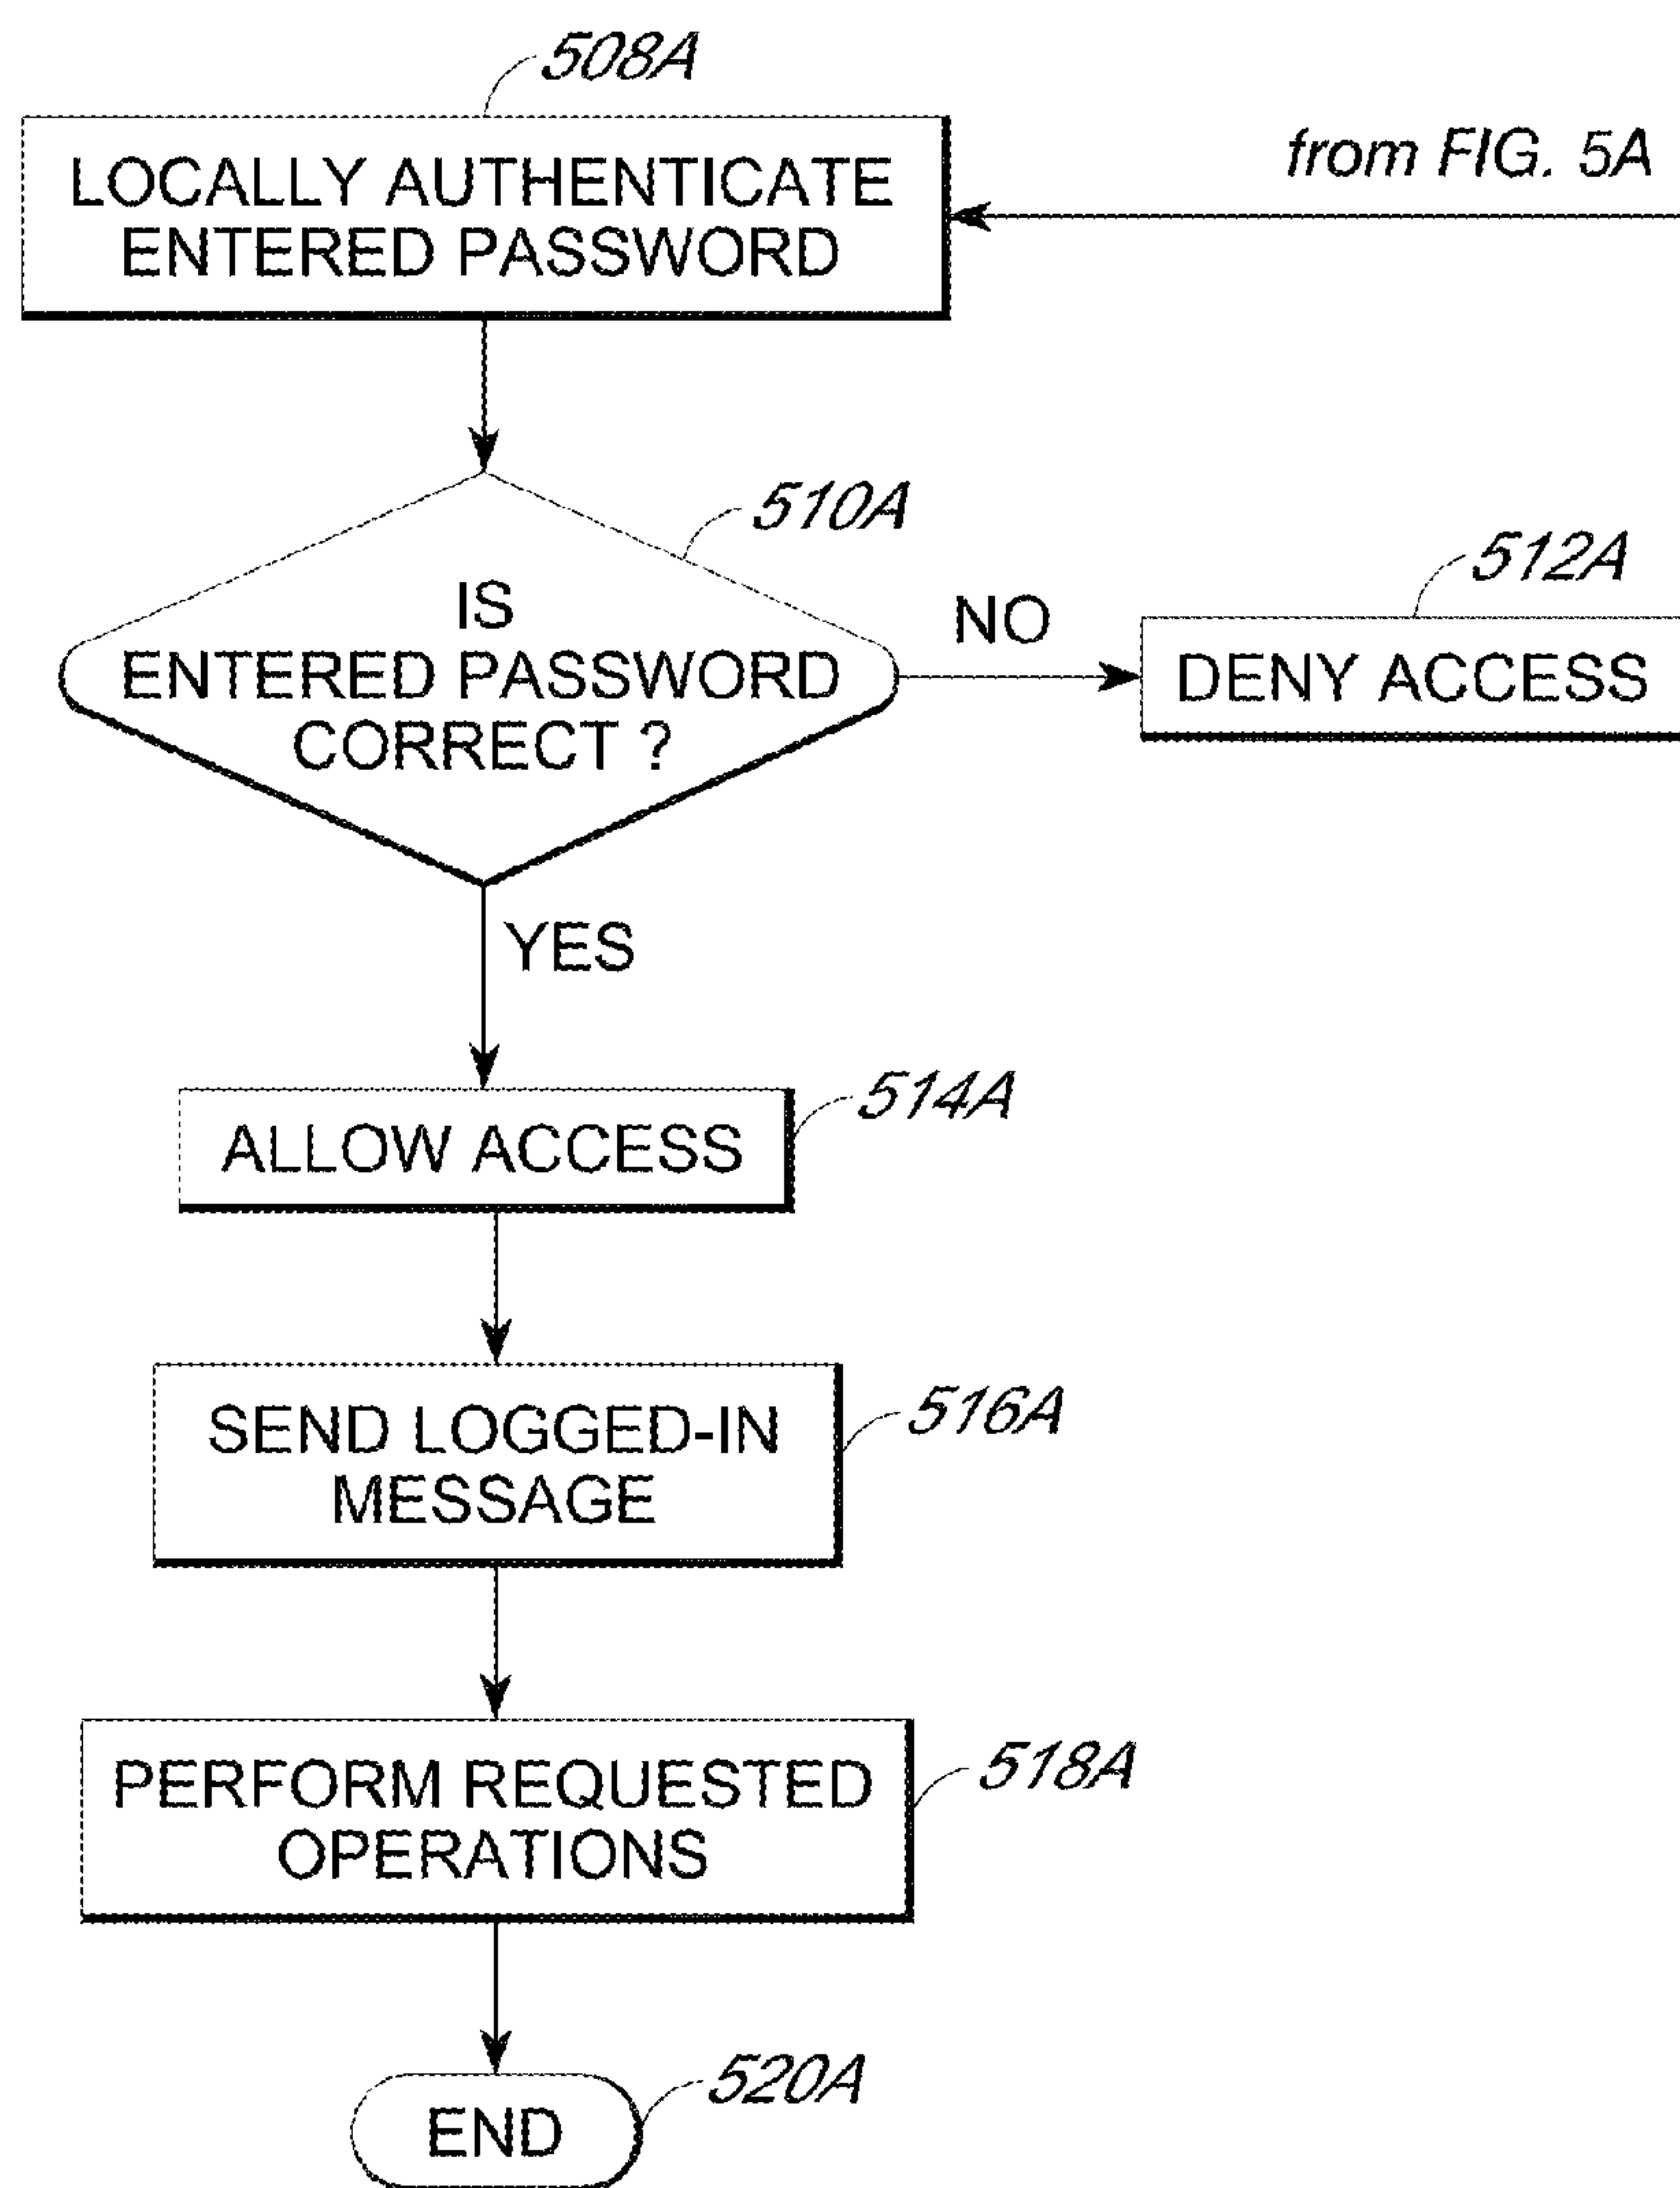 508A
from FIG. 5A
LOCALLY AUTHENTICATE
ENTERED PASSWORD
510A
IS
ENTERED PASSWORD
CORRECT ?
NO
512A
DENY ACCESS
YES
514A
ALLOW ACCESS
516A
SEND LOGGED-IN
MESSAGE
518A
PERFORM REQUESTED
OPERATIONS
520A
END